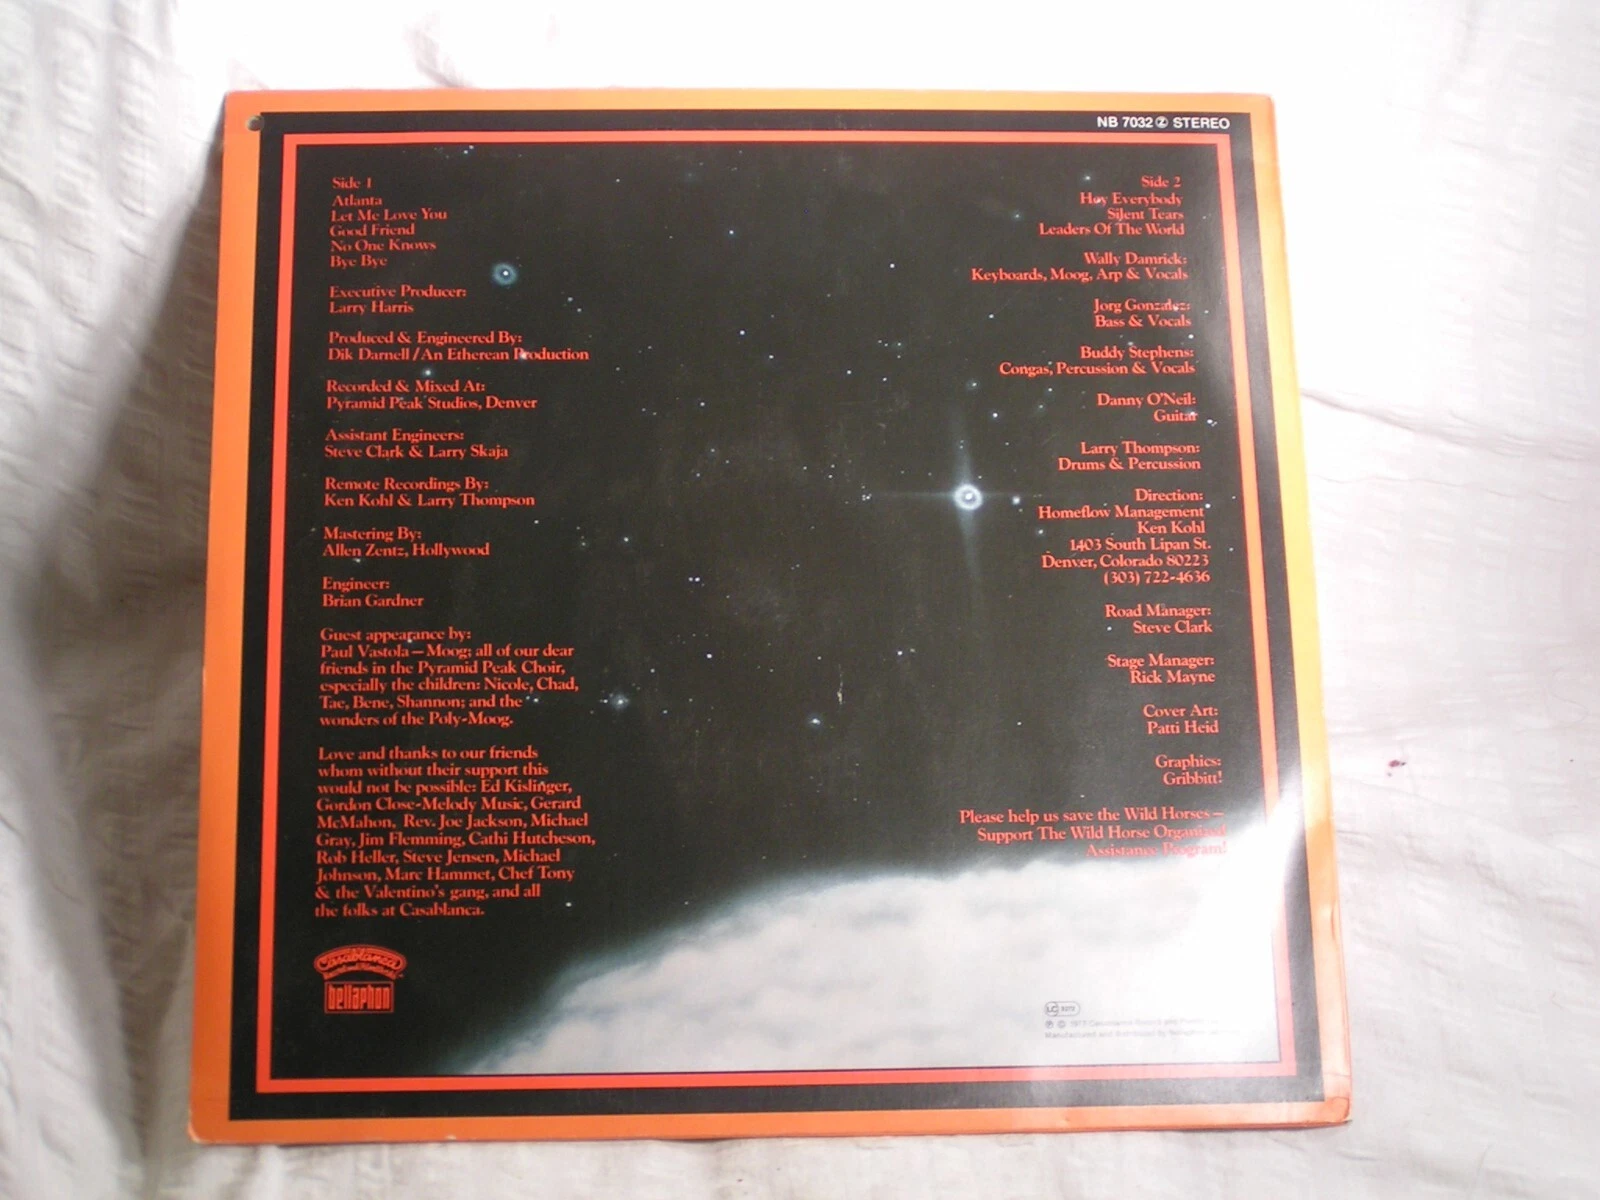 NB 7032 Z STEREO
Side 1
Atlanta
Let Me Love You
Good Friend
No One Knows
Bye Bye
Executive Producer:
Larry Harris
Produced & Engineered By:
Dik Darnell / An Etherean Production
Recorded & Mixed At:
Pyramid Peak Studios, Denver
Assistant Engineers:
Steve Clark & Larry Skaja
Remote Recordings By:
Ken Kohl & Larry Thompson
Mastering By:
Allen Zentz, Hollywood
Engineer:
Brian Gardner
Guest appearance by:
Paul Vastola — Moog; all of our dear
friends in the Pyramid Peak Choir,
especially the children: Nicole, Chad,
Tae, Bene, Shannon; and the
wonders of the Poly-Moog.
Love and thanks to our friends
whom without their support this
would not be possible: Ed Kislinger,
Gordon Close-Melody Music, Gerard
McMahon, Rev. Joe Jackson, Michael
Gray, Jim Flemming, Cathi Hutcheson,
Rob Heller, Steve Jensen, Michael
Johnson, Marc Hammet, Chef Tony
& the Valentino's gang, and all
the folks at Casablanca.
Casablanca
bellaphon
Side 2
Hey Everybody
Silent Tears
Leaders Of The World
Wally Damrick:
Keyboards, Moog, Arp & Vocals
Jorg Gonzalez:
Bass & Vocals
Buddy Stephens:
Congas, Percussion & Vocals
Danny O'Neil:
Guitar
Larry Thompson:
Drums & Percussion
Direction:
Homeflow Management
Ken Kohl
1403 South Lipan St.
Denver, Colorado 80223
(303) 722-4636
Road Manager:
Steve Clark
Stage Manager:
Rick Mayne
Cover Art:
Patti Heid
Graphics:
Gribbitt!
Please help us save the Wild Horses —
Support The Wild Horse Organized
Assistance Program!
LC
Manufactured and distributed by